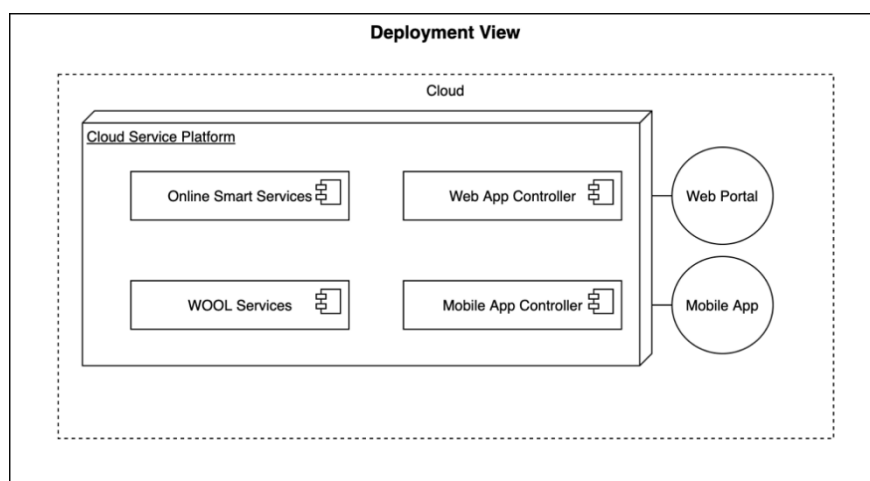 Deployment View
Cloud
Cloud Service Platform
Online Smart Services
Web App Controller
Web Portal
WOOL Services
Mobile App Controller
Mobile App